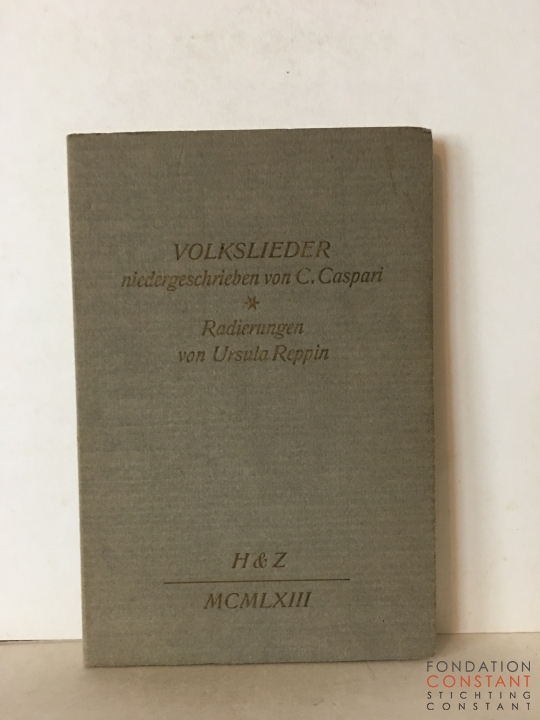 VOLKSLIEDER
niedergeschrieben von C. Caspari
*
Radierungen
von Ursula Reppin
H & Z
MCMLXIII
FONDATION
CONSTANT
STICHTING
CONSTANT